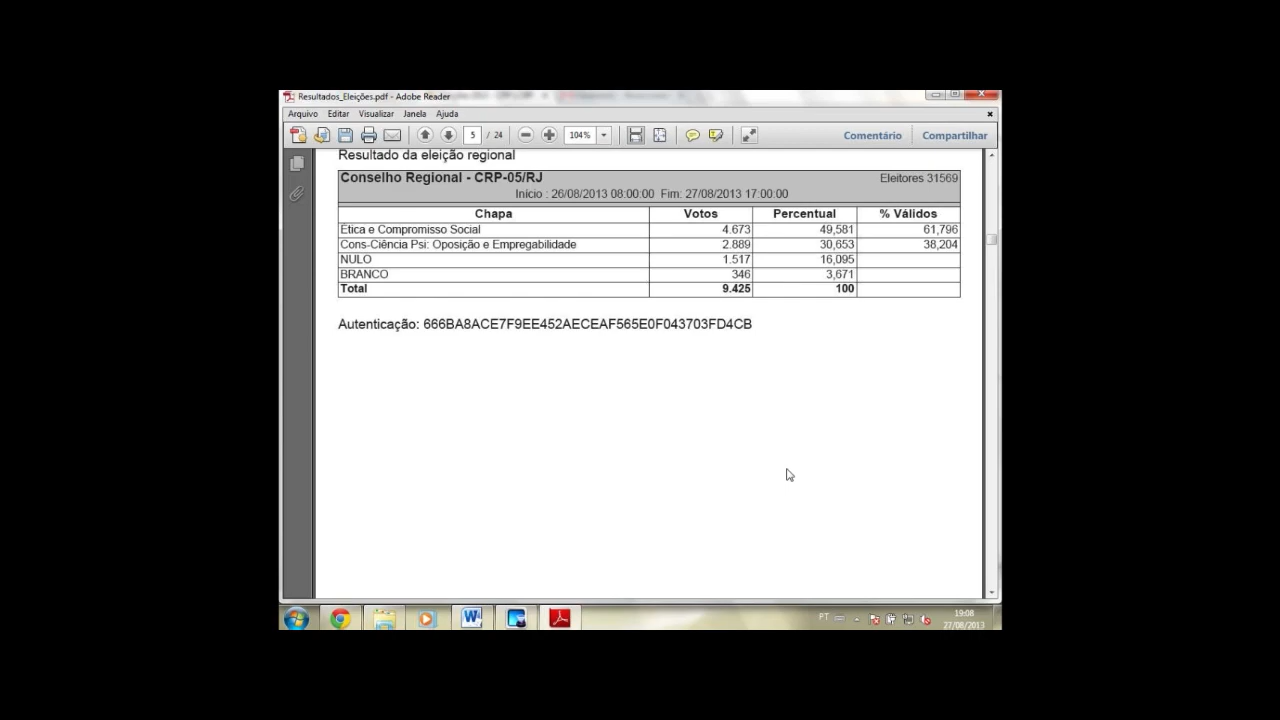 Resultados_Eleições.pdf - Adobe Reader
Arquivo Editar Visualizar Janela Ajuda
5 / 24 104% Comentário Compartilhar
Resultado da eleição regional
Conselho Regional - CRP-05/RJ Eleitores 31569
Início : 26/08/2013 08:00:00 Fim: 27/08/2013 17:00:00
Chapa Votos Percentual % Válidos
Ética e Compromisso Social 4.673 49,581 61,796
Cons-Ciência Psi: Oposição e Empregabilidade 2.889 30,653 38,204
NULO 1.517 16,095
BRANCO 346 3,671
Total 9.425 100
Autenticação: 666BA8ACE7F9EE452AECEAF565E0F043703FD4CB
PT 19:08
27/08/2013